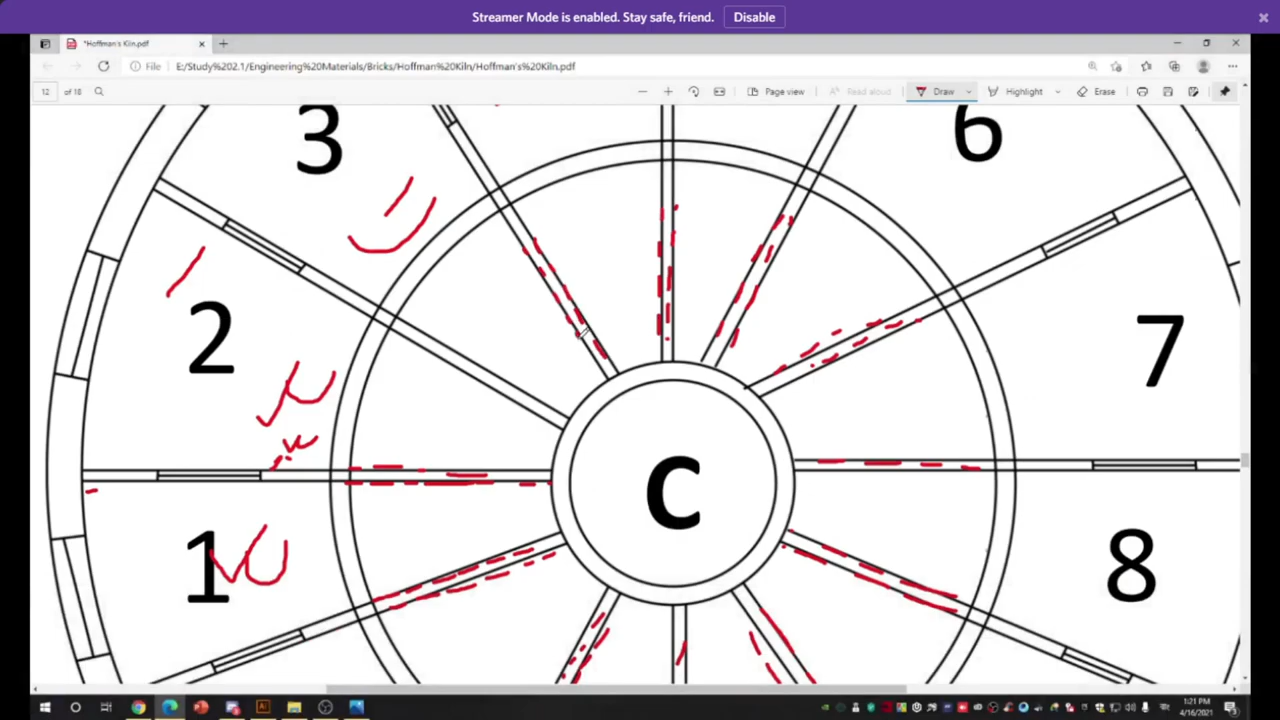 Streamer Mode is enabled. Stay safe, friend. Disable
*Hoffman's Kiln.pdf
File E:/Study%202.1/Engineering%20Materials/Bricks/Hoffman%20Kiln/Hoffman's%20Kiln.pdf
12 of 18 Page view Read aloud Draw Highlight Erase
3 6
2 7
C
1 8
1:21 PM
4/16/2021